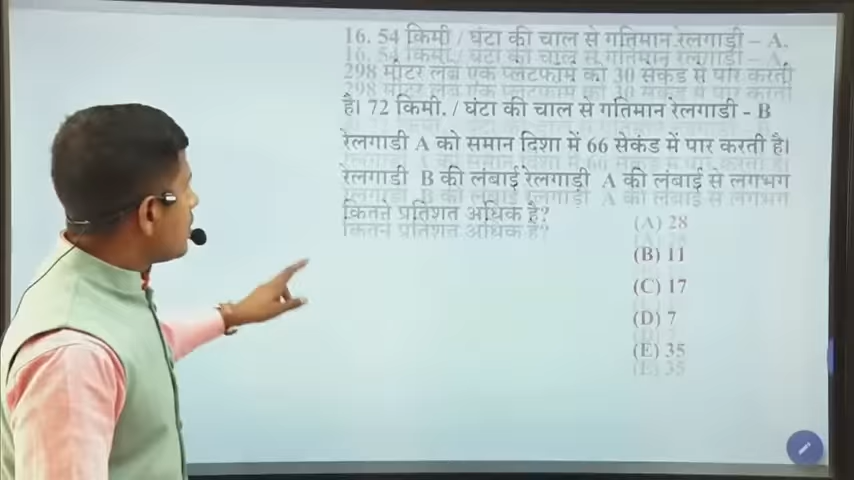 16. 54 किमी / घंटा की चाल से गतिमान रेलगाड़ी – A.
298 मीटर लंबे एक प्लेटफॉर्म को 30 सेकंड में पार करती
है। 72 किमी. / घंटा की चाल से गतिमान रेलगाड़ी - B
रेलगाड़ी A को समान दिशा में 66 सेकंड में पार करती है।
रेलगाड़ी B की लंबाई रेलगाड़ी A की लंबाई से लगभग
कितने प्रतिशत अधिक है?
(A) 28
(B) 11
(C) 17
(D) 7
(E) 35